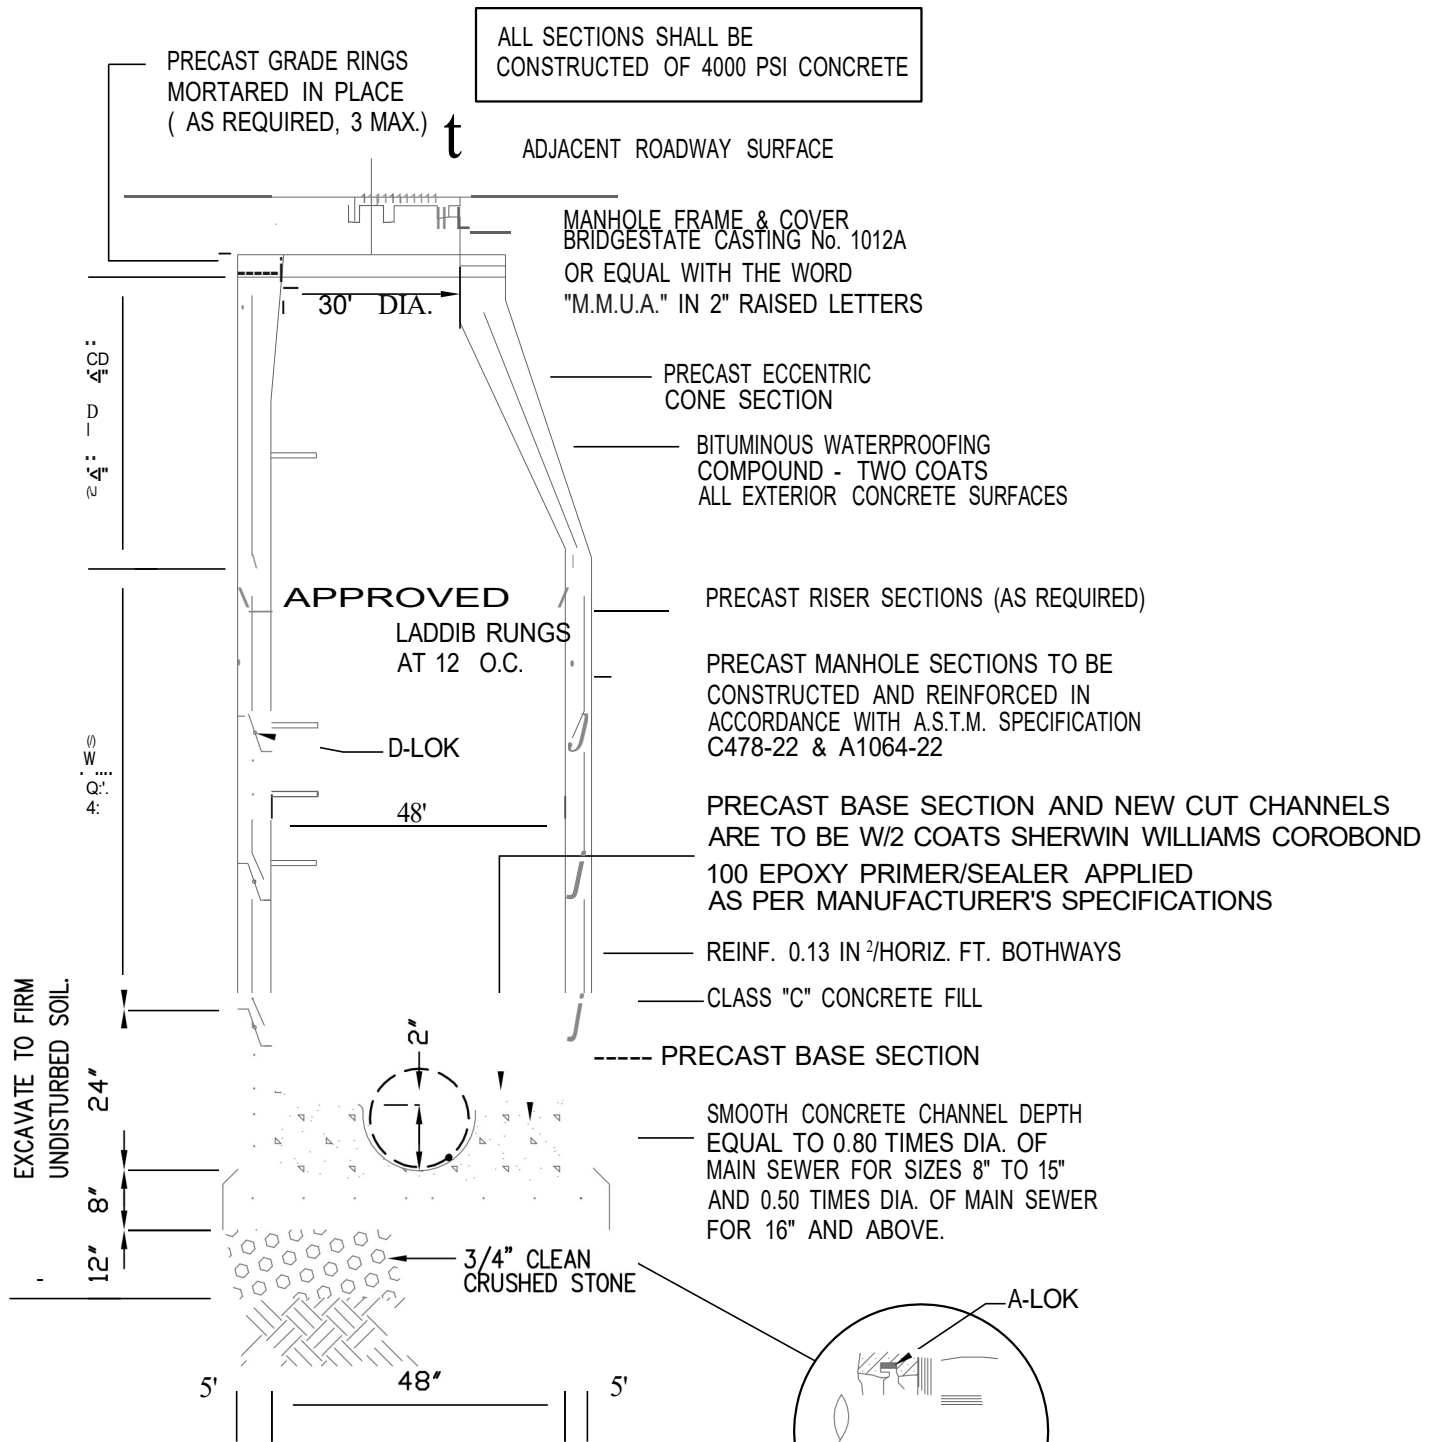 ALL SECTIONS SHALL BE
CONSTRUCTED OF 4000 PSI CONCRETE
PRECAST GRADE RINGS
MORTARED IN PLACE
( AS REQUIRED, 3 MAX.)
t
ADJACENT ROADWAY SURFACE
MANHOLE FRAME & COVER
BRIDGESTATE CASTING No. 1012A
OR EQUAL WITH THE WORD
"M.M.U.A." IN 2" RAISED LETTERS
30' DIA.
PRECAST ECCENTRIC
CONE SECTION
BITUMINOUS WATERPROOFING
COMPOUND - TWO COATS
ALL EXTERIOR CONCRETE SURFACES
APPROVED
LADDIB RUNGS
AT 12 O.C.
PRECAST RISER SECTIONS (AS REQUIRED)
PRECAST MANHOLE SECTIONS TO BE
CONSTRUCTED AND REINFORCED IN
ACCORDANCE WITH A.S.T.M. SPECIFICATION
C478-22 & A1064-22
D-LOK
48'
PRECAST BASE SECTION AND NEW CUT CHANNELS
ARE TO BE W/2 COATS SHERWIN WILLIAMS COROBOND
100 EPOXY PRIMER/SEALER APPLIED
AS PER MANUFACTURER'S SPECIFICATIONS
REINF. 0.13 IN ²/HORIZ. FT. BOTHWAYS
CLASS "C" CONCRETE FILL
PRECAST BASE SECTION
EXCAVATE TO FIRM
UNDISTURBED SOIL.
24"
8"
12"
2"
SMOOTH CONCRETE CHANNEL DEPTH
EQUAL TO 0.80 TIMES DIA. OF
MAIN SEWER FOR SIZES 8" TO 15"
AND 0.50 TIMES DIA. OF MAIN SEWER
FOR 16" AND ABOVE.
3/4" CLEAN
CRUSHED STONE
A-LOK
5'
48"
5'